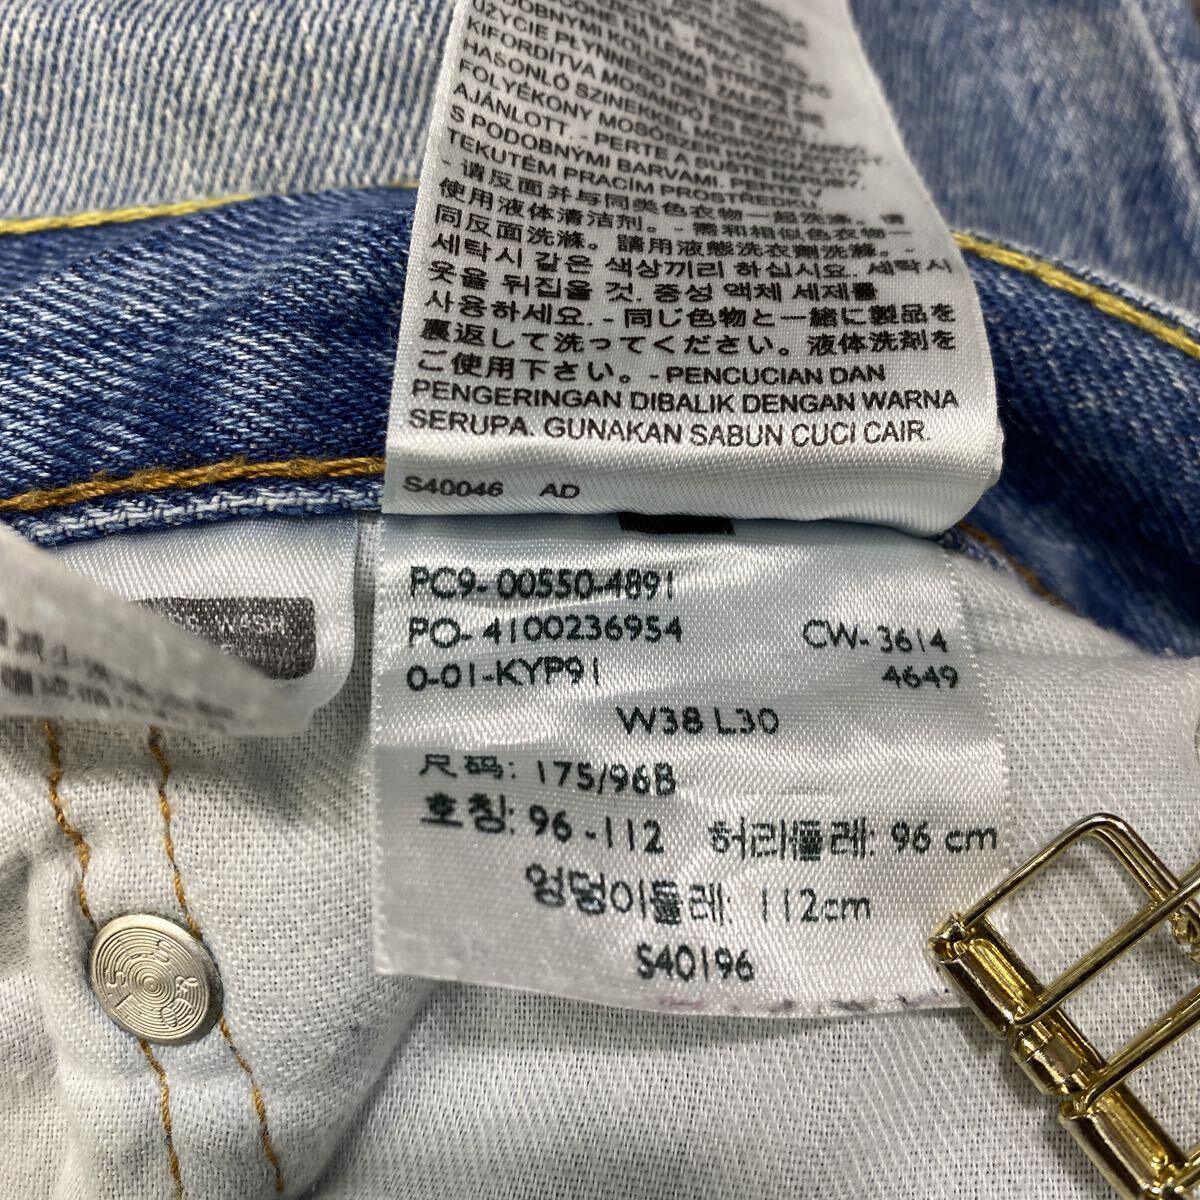 UŻYCIE PŁYNNEGO DETERGENTU.
KIFORDÍTVA MOSANDÓ ÉS SZÁRÍTANDÓ
HASONLÓ SZÍNEKKEL MOSHATÓ.
FOLYÉKONY MOSÓSZER HASZNÁLATA
AJÁNLOTT. - PERTE A SUŠTE NARUBY.
S PODOBNÝMI BARVAMI. PERTE V
TEKUTÉM PRACÍM PROSTŘEDKU.
- 请反面并与同类色衣物一起洗涤。请
使用液体清洁剂。- 需和相似色衣物一
同反面洗滌。請用液態洗衣劑洗滌。-
세탁시 같은 색상끼리 하십시요. 세탁시
옷을 뒤집을 것. 중성 액체 세제를
사용하세요. - 同じ色物と一緒に製品を
裏返して洗ってください。液体洗剤を
ご使用下さい。- PENCUCIAN DAN
PENGERINGAN DIBALIK DENGAN WARNA
SERUPA. GUNAKAN SABUN CUCI CAIR.
S40046 AD
WASH
PC9- 00550-4891
PO- 4100236954 CW- 3614
0-01-KYP91 4649
W38 L30
尺码: 175/96B
호칭: 96 -112 허리둘레: 96 cm
엉덩이둘레: 112cm
S40196